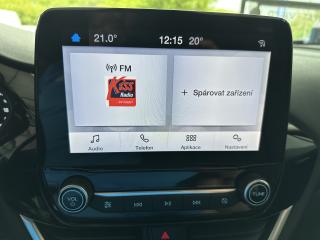 21.0° 12:15 20°
FM
KISS
Radio
+ Spárovat zařízení
Audio Telefon Aplikace Nastavení
VOL TUNE